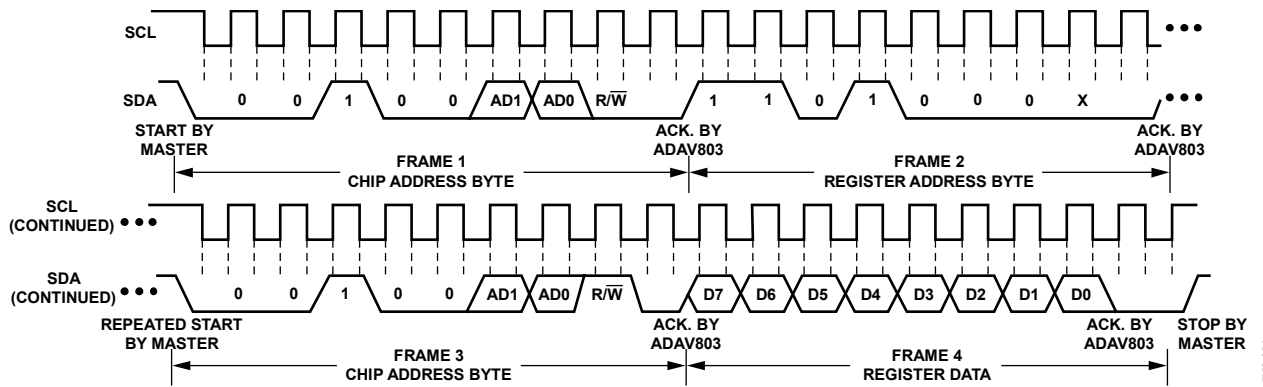 SCL
SDA 0 0 1 0 0 AD1 AD0 R/W̅ 1 1 0 1 0 0 0 X
START BY MASTER ACK. BY ADAV803 ACK. BY ADAV803
FRAME 1 FRAME 2
CHIP ADDRESS BYTE REGISTER ADDRESS BYTE
SCL
(CONTINUED)
SDA
(CONTINUED) 0 0 1 0 0 AD1 AD0 R/W̅ D7 D6 D5 D4 D3 D2 D1 D0
REPEATED START BY MASTER ACK. BY ADAV803 ACK. BY ADAV803 STOP BY MASTER
FRAME 3 FRAME 4
CHIP ADDRESS BYTE REGISTER DATA